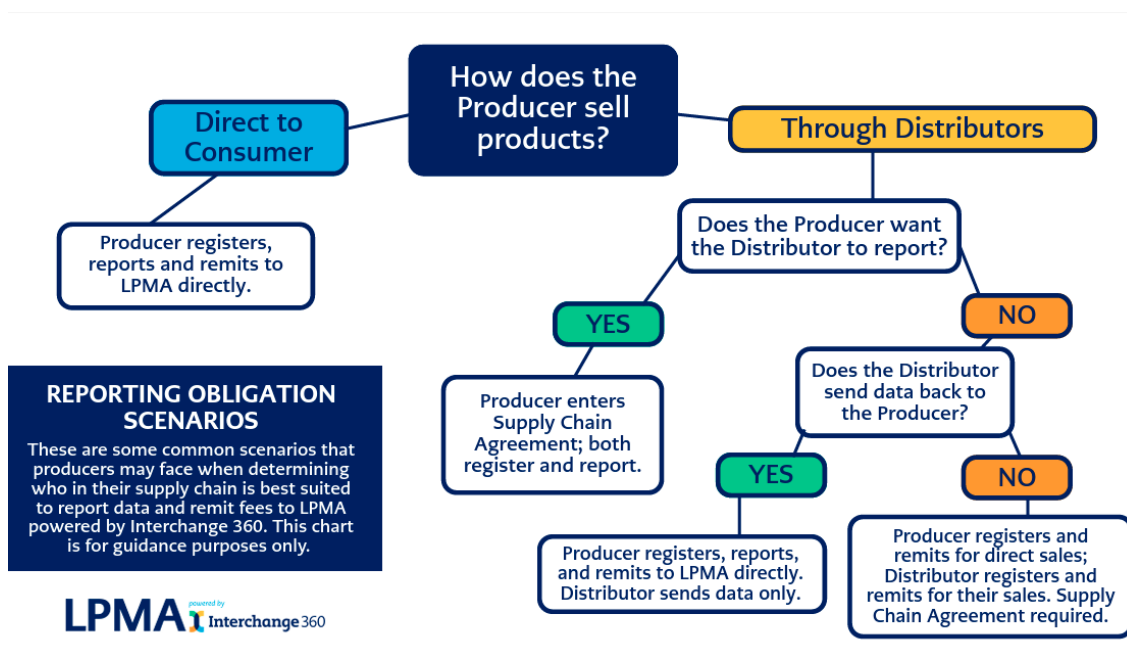 How does the
Producer sell
products?
Direct to
Consumer
Through Distributors
Producer registers,
reports and remits to
LPMA directly.
Does the Producer want
the Distributor to report?
YES
NO
Producer enters
Supply Chain
Agreement; both
register and report.
Does the Distributor
send data back to
the Producer?
YES
NO
Producer registers, reports,
and remits to LPMA directly.
Distributor sends data only.
Producer registers and
remits for direct sales;
Distributor registers and
remits for their sales. Supply
Chain Agreement required.
REPORTING OBLIGATION
SCENARIOS
These are some common scenarios that
producers may face when determining
who in their supply chain is best suited
to report data and remit fees to LPMA
powered by Interchange 360. This chart
is for guidance purposes only.
LPMA
powered by
Interchange 360